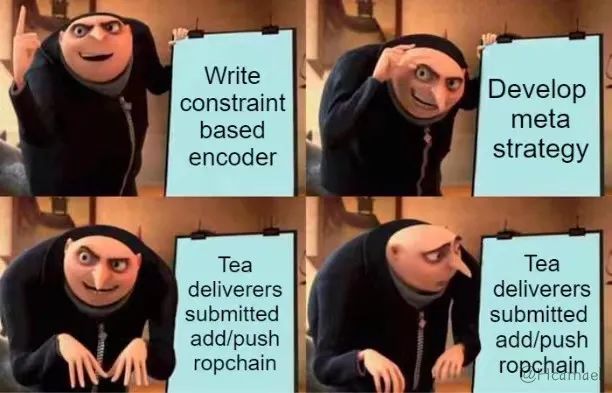 Write
constraint
based
encoder
Develop
meta
strategy
Tea
deliverers
submitted
add/push
ropchain
Tea
deliverers
submitted
add/push
ropchain